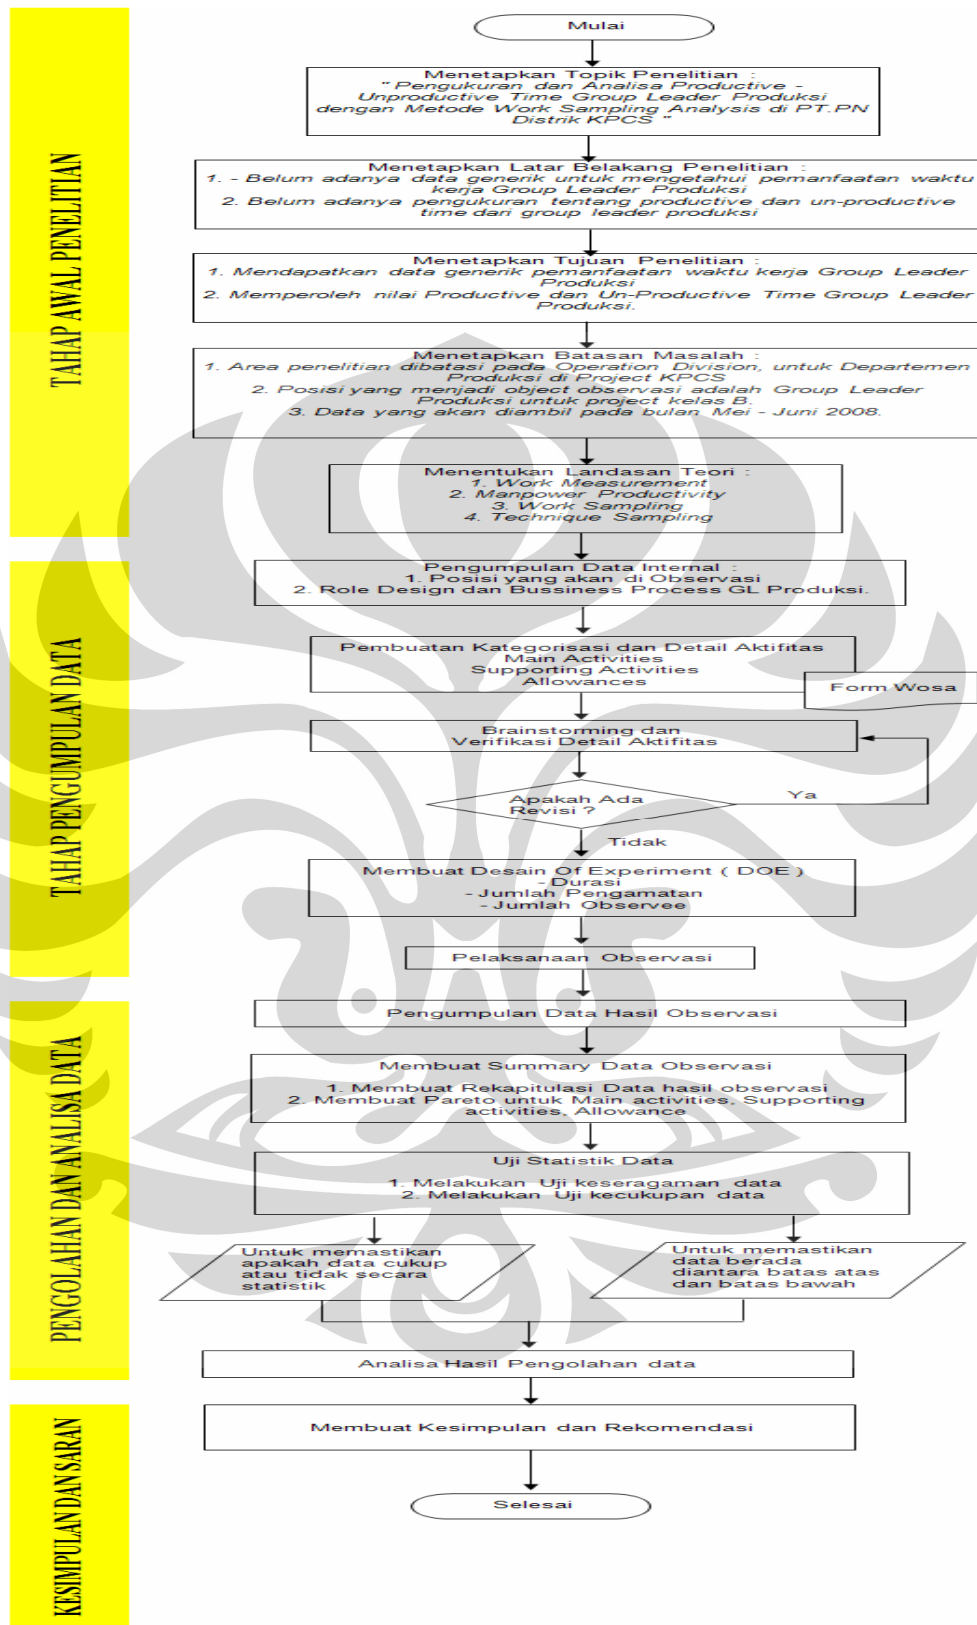 Mulai
Menetapkan Topik Penelitian :
" Pengukuran dan Analisa Productive -
Unproductive Time Group Leader Produksi
dengan Metode Work Sampling Analysis di PT.PN
Distrik KPCS "
Menetapkan Latar Belakang Penelitian :
1. - Belum adanya data generik untuk mengetahui pemanfaatan waktu
kerja Group Leader Produksi
2. Belum adanya pengukuran tentang productive dan un-productive
time dari group leader produksi
Menetapkan Tujuan Penelitian :
1. Mendapatkan data generik pemanfaatan waktu kerja Group Leader
Produksi
2. Memperoleh nilai Productive dan Un-Productive Time Group Leader
Produksi.
Menetapkan Batasan Masalah :
1. Area penelitian dibatasi pada Operation Division, untuk Departemen
Produksi di Project KPCS
2. Posisi yang menjadi object observasi adalah Group Leader
Produksi untuk project kelas B.
3. Data yang akan diambil pada bulan Mei - Juni 2008.
Menentukan Landasan Teori :
1. Work Measurement
2. Manpower Productivity
3. Work Sampling
4. Technique Sampling
TAHAP AWAL PENELITIAN
Pengumpulan Data Internal :
1. Posisi yang akan di Observasi
2. Role Design dan Bussiness Process GL Produksi.
Pembuatan Kategorisasi dan Detail Aktifitas
Main Activities
Supporting Activities
Allowances
Form Wosa
Brainstorming dan
Verifikasi Detail Aktifitas
Apakah Ada
Revisi ?
Ya
Tidak
Membuat Desain Of Experiment ( DOE )
- Durasi
- Jumlah Pengamatan
- Jumlah Observee
Pelaksanaan Observasi
TAHAP PENGUMPULAN DATA
Pengumpulan Data Hasil Observasi
Membuat Summary Data Observasi
1. Membuat Rekapitulasi Data hasil observasi
2. Membuat Pareto untuk Main activities, Supporting
activities, Allowance
Uji Statistik Data
1. Melakukan Uji keseragaman data
2. Melakukan Uji kecukupan data
Untuk memastikan
apakah data cukup
atau tidak secara
statistik
Untuk memastikan
data berada
diantara batas atas
dan batas bawah
Analisa Hasil Pengolahan data
PENGOLAHAN DAN ANALISA DATA
Membuat Kesimpulan dan Rekomendasi
Selesai
KESIMPULAN DAN SARAN